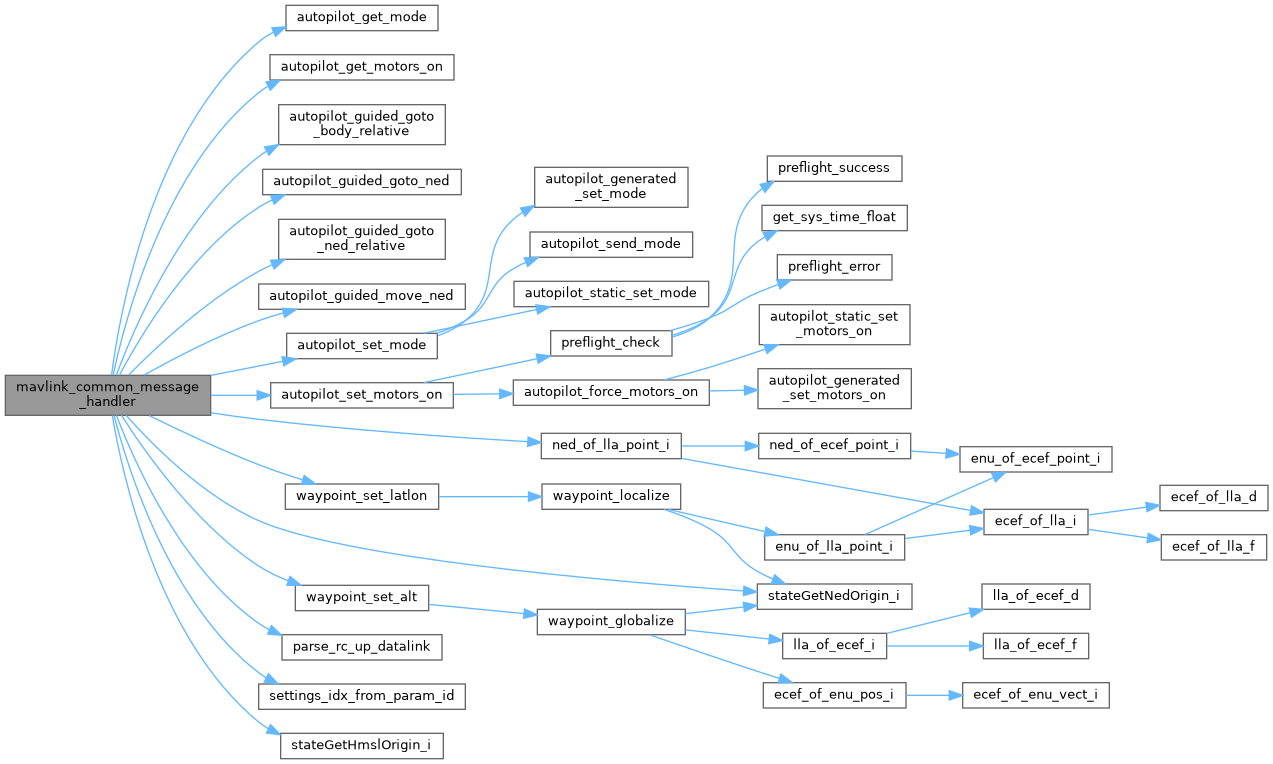 mavlink_common_message
_handler
autopilot_get_mode
autopilot_get_motors_on
autopilot_guided_goto
_body_relative
autopilot_guided_goto_ned
autopilot_guided_goto
_ned_relative
autopilot_guided_move_ned
autopilot_set_mode
autopilot_set_motors_on
waypoint_set_latlon
waypoint_set_alt
parse_rc_up_datalink
settings_idx_from_param_id
stateGetHmslOrigin_i
autopilot_generated
_set_mode
autopilot_send_mode
autopilot_static_set_mode
preflight_check
autopilot_force_motors_on
ned_of_lla_point_i
waypoint_localize
waypoint_globalize
preflight_success
get_sys_time_float
preflight_error
autopilot_static_set
_motors_on
autopilot_generated
_set_motors_on
ned_of_ecef_point_i
enu_of_lla_point_i
stateGetNedOrigin_i
lla_of_ecef_i
ecef_of_enu_pos_i
enu_of_ecef_point_i
ecef_of_lla_i
lla_of_ecef_d
lla_of_ecef_f
ecef_of_enu_vect_i
ecef_of_lla_d
ecef_of_lla_f